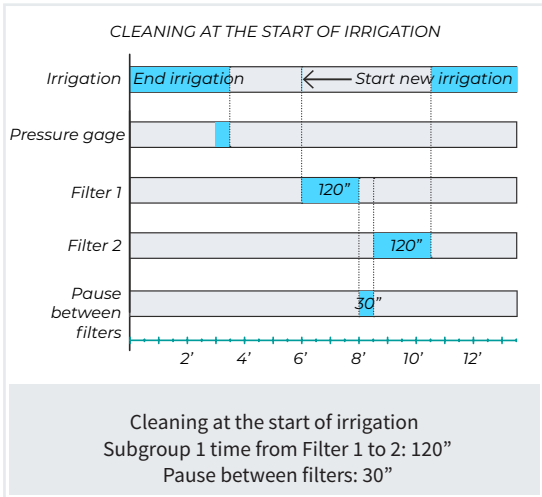 CLEANING AT THE START OF IRRIGATION
Irrigation
End irrigation
Start new irrigation
Pressure gage
Filter 1
120”
Filter 2
120”
Pause
between
filters
30”
2’ 4’ 6’ 8’ 10’ 12’
Cleaning at the start of irrigation
Subgroup 1 time from Filter 1 to 2: 120”
Pause between filters: 30”